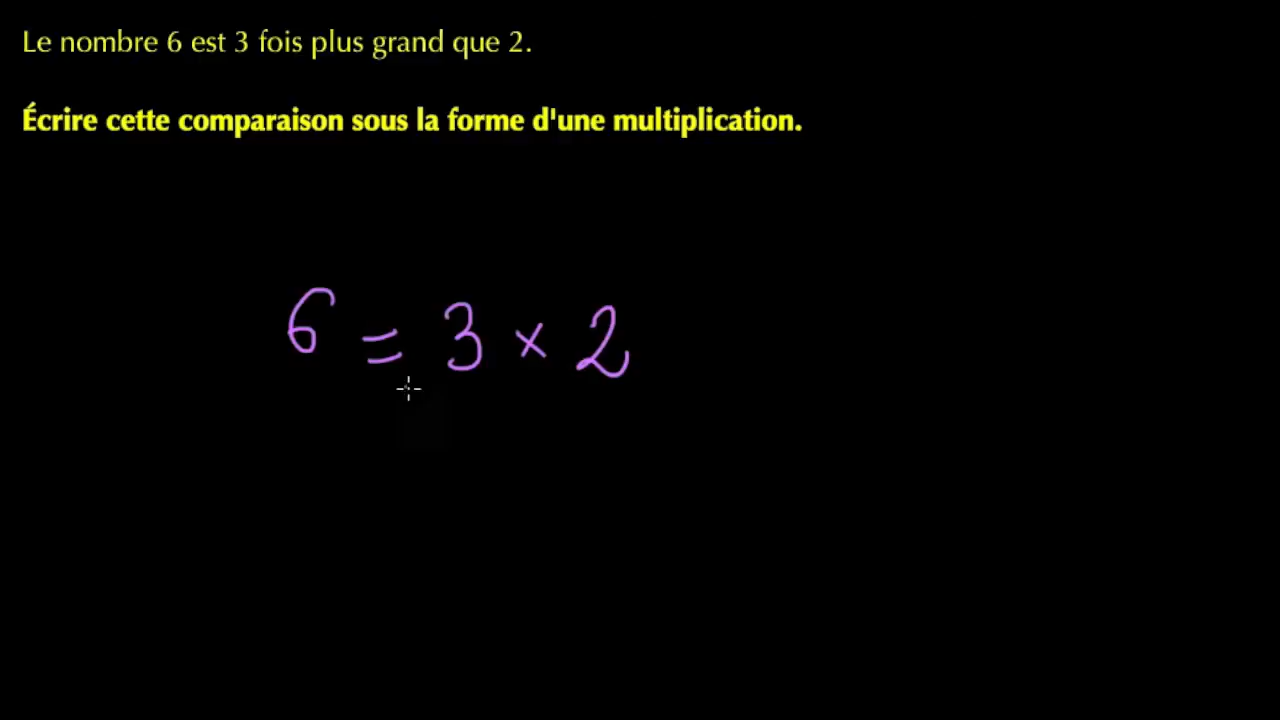 Le nombre 6 est 3 fois plus grand que 2.
Écrire cette comparaison sous la forme d'une multiplication.
6 = 3 × 2